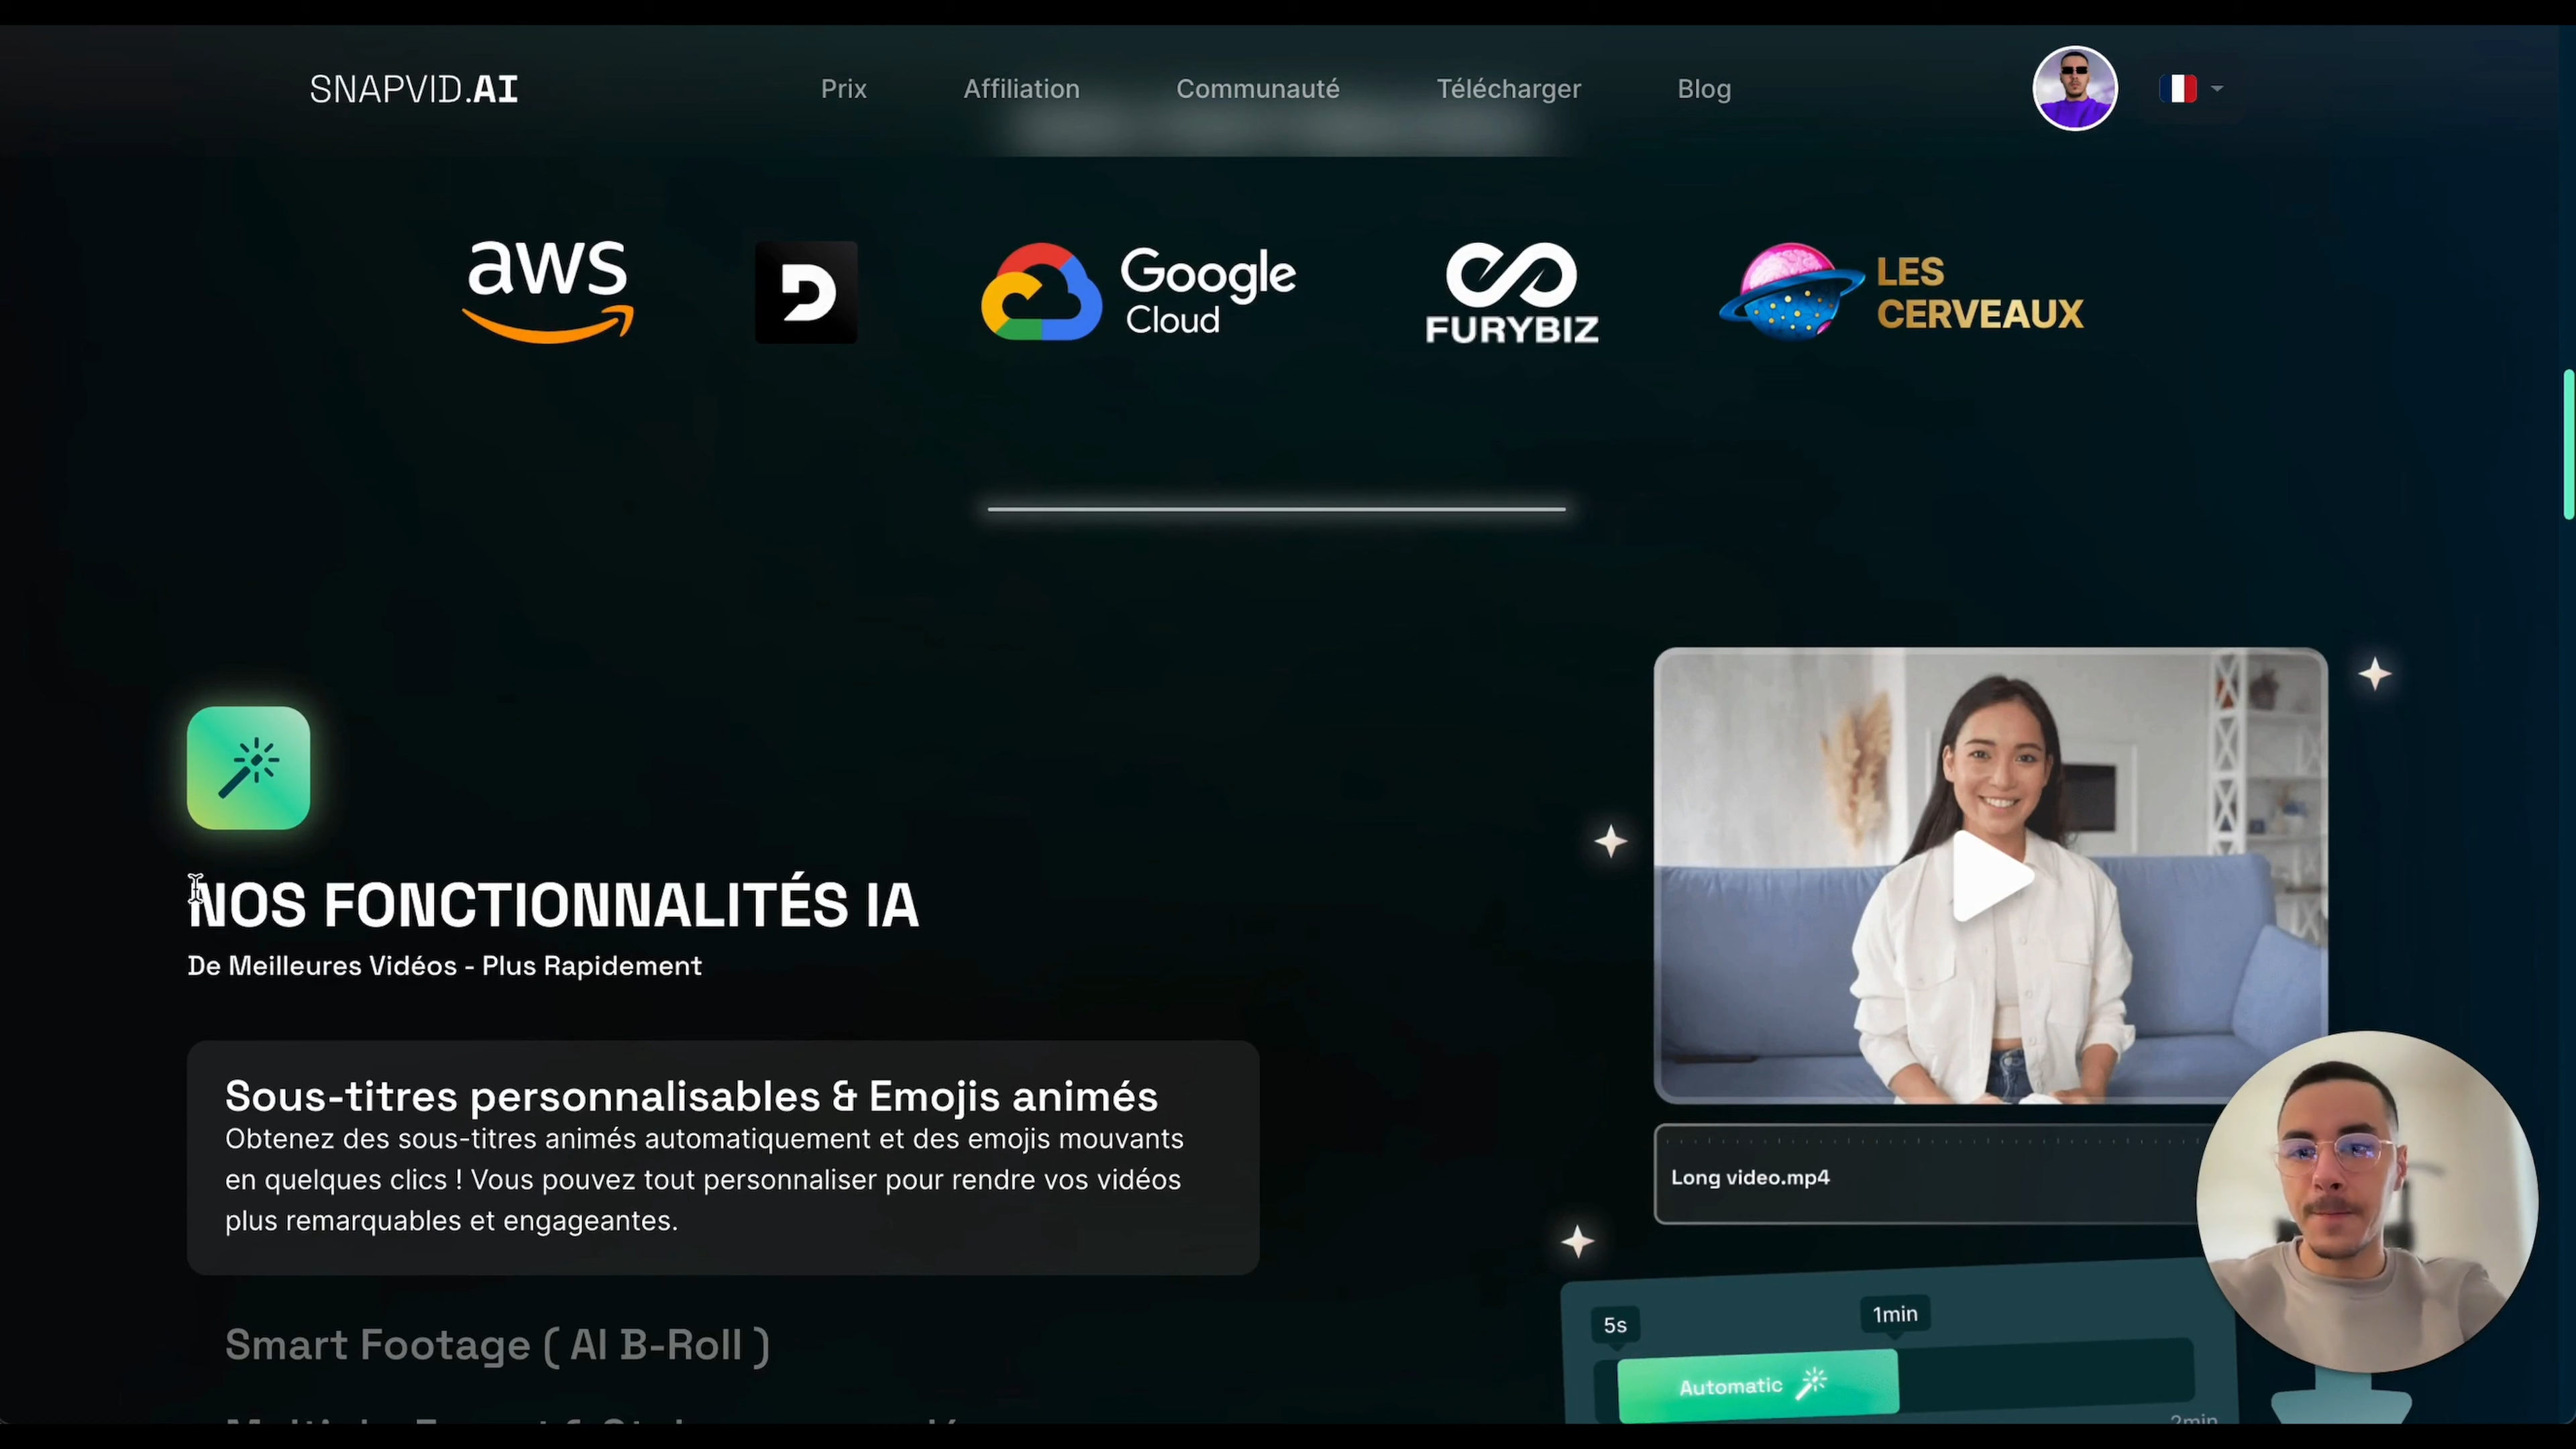 SNAPVID.AI
Prix
Affiliation
Communauté
Télécharger
Blog
aws
Google
Cloud
FURYBIZ
LES
CERVEAUX
NOS FONCTIONNALITÉS IA
De Meilleures Vidéos - Plus Rapidement
Sous-titres personnalisables & Emojis animés
Obtenez des sous-titres animés automatiquement et des emojis mouvants
en quelques clics ! Vous pouvez tout personnaliser pour rendre vos vidéos
plus remarquables et engageantes.
Smart Footage ( AI B-Roll )
Long video.mp4
5s
1min
Automatic
2min